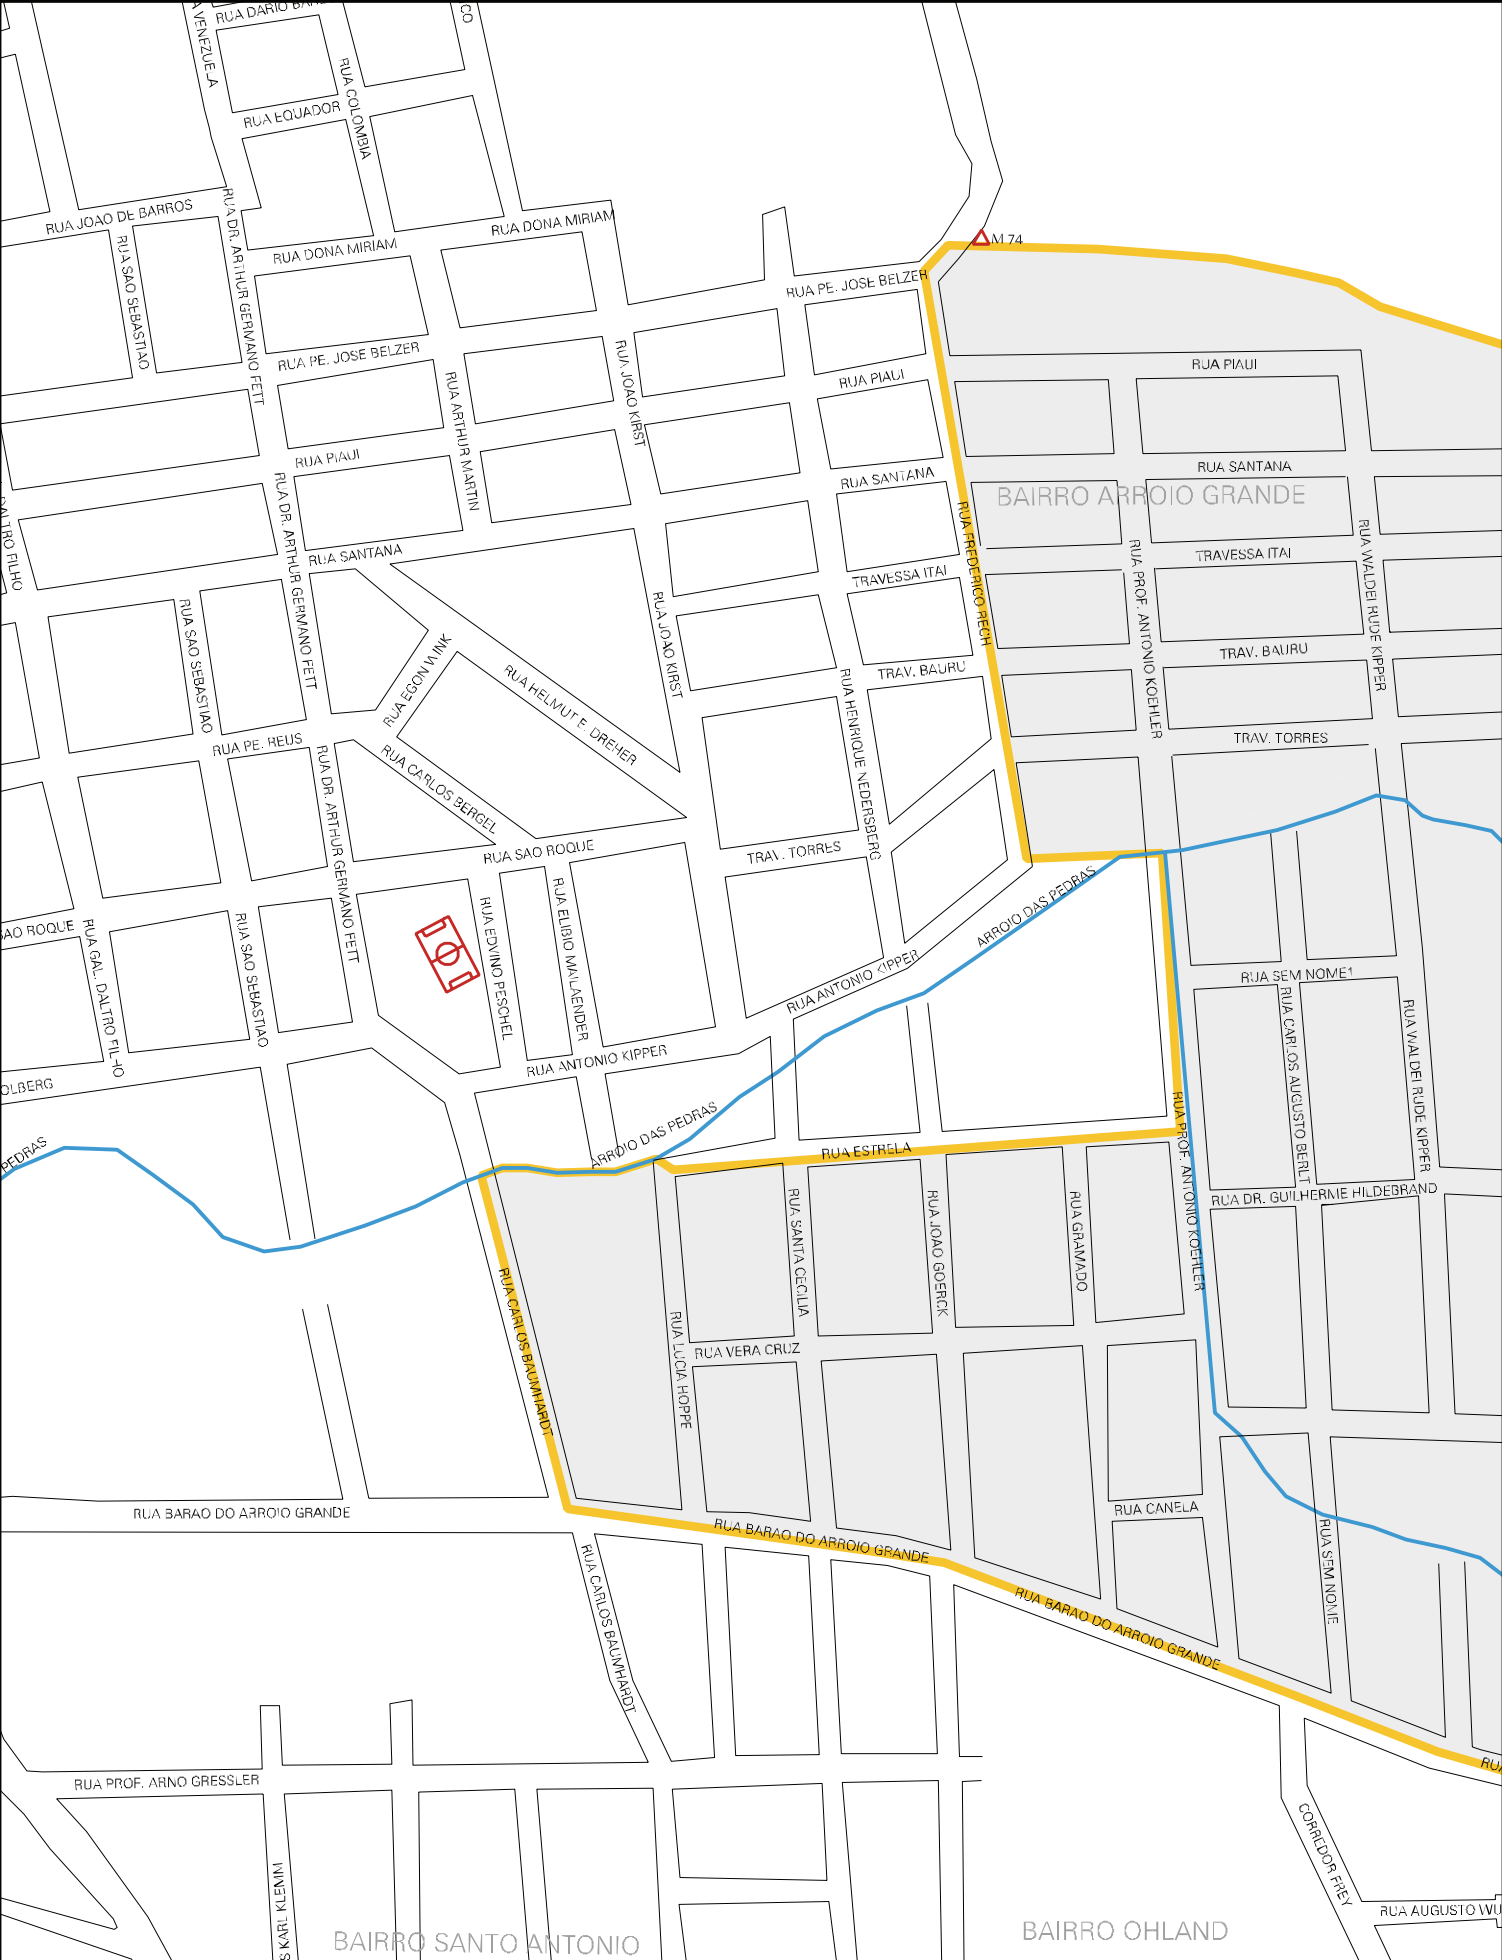 RUA EQUADOR
RUA COLOMBIA
RUA JOAO DE BARROS
RUA DR. ARTHUR GERMANO FETT
RUA DONA MIRIAM
RUA DONA MIRIAM
RUA SAO SEBASTIAO
M 74
RUA PE. JOSE BELZER
RUA PE. JOSE BELZER
RUA JOAO KIRST
RUA PIAUI
RUA PIAUI
RUA ARTHUR MARTIN
RUA PIAUI
RUA SANTANA
RUA SANTANA
BAIRRO ARROIO GRANDE
RUA DR. ARTHUR GERMANO FETT
RUA FREDERICO RECH
RUA SANTANA
TRAVESSA ITAI
TRAVESSA ITAI
RUA WALDEI RUDE KIPPER
RUA PROF. ANTONIO KOEHLER
DALTRO FILHO
RUA SAO SEBASTIAO
RUA JOAO KIRST
RUA EGON WINK
TRAV. BAURU
TRAV. BAURU
RUA HELMUT E. DREHER
RUA HENRIQUE NEDERSBERG
RUA PE. REUS
TRAV. TORRES
RUA CARLOS BERGEL
RUA DR. ARTHUR GERMANO FETT
RUA SAO ROQUE
TRAV. TORRES
ARROIO DAS PEDRAS
SAO ROQUE
RUA GAL. DALTRO FILHO
RUA SAO SEBASTIAO
RUA EDVINO PESCHEL
RUA ELIBIO MAILAENDER
RUA ANTONIO KIPPER
RUA SEM NOME1
RUA CARLOS AUGUSTO BERLT
RUA WALDEI RUDE KIPPER
RUA ANTONIO KIPPER
OLBERG
ARROIO DAS PEDRAS
PEDRAS
RUA ESTRELA
RUA PROF. ANTONIO KOEHLER
RUA DR. GUILHERME HILDEBRAND
RUA SANTA CECILIA
RUA JOAO GOERCK
RUA GRAMADO
RUA CARLOS BAUMHARDT
RUA LUCIA HOPPE
RUA VERA CRUZ
RUA BARAO DO ARROIO GRANDE
RUA CANELA
RUA BARAO DO ARROIO GRANDE
RUA SEM NOME
RUA CARLOS BAUMHARDT
RUA BARAO DO ARROIO GRANDE
RUA
RUA PROF. ARNO GRESSLER
CORREDOR FREY
KARL KLEMM
RUA AUGUSTO WU
BAIRRO SANTO ANTONIO
BAIRRO OHLAND
VENEZUELA
RUA DARIO
CO